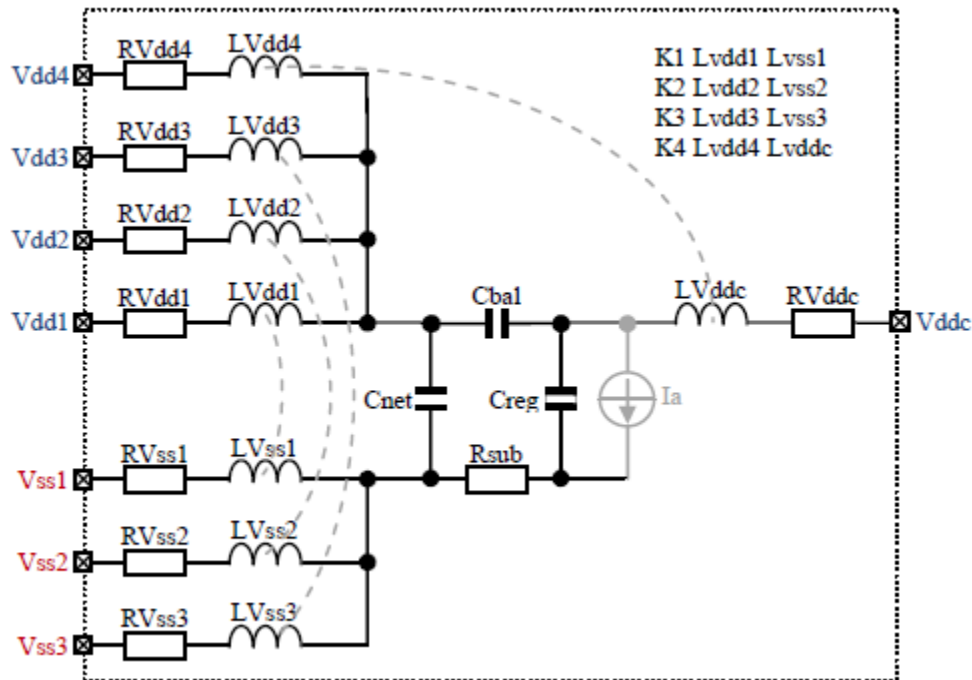 RVdd4 LVdd4
Vdd4
K1 Lvdd1 Lvss1
K2 Lvdd2 Lvss2
K3 Lvdd3 Lvss3
K4 Lvdd4 Lvddc
RVdd3 LVdd3
Vdd3
RVdd2 LVdd2
Vdd2
RVdd1 LVdd1
Vdd1
Cbal
LVddc RVddc
Vddc
Cnet
Creg
Ia
RVss1 LVss1
Vss1
Rsub
RVss2 LVss2
Vss2
RVss3 LVss3
Vss3